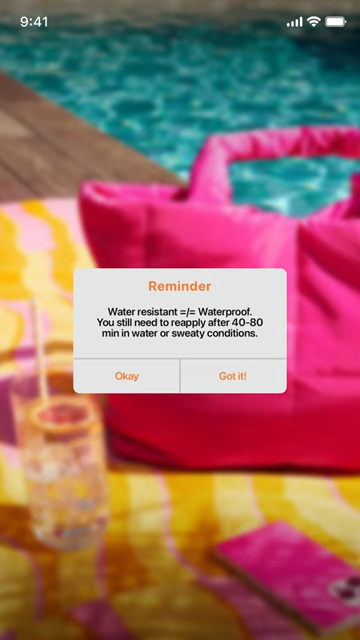 9:41
Reminder
Water resistant =/= Waterproof.
You still need to reapply after 40-80
min in water or sweaty conditions.
Okay
Got it!